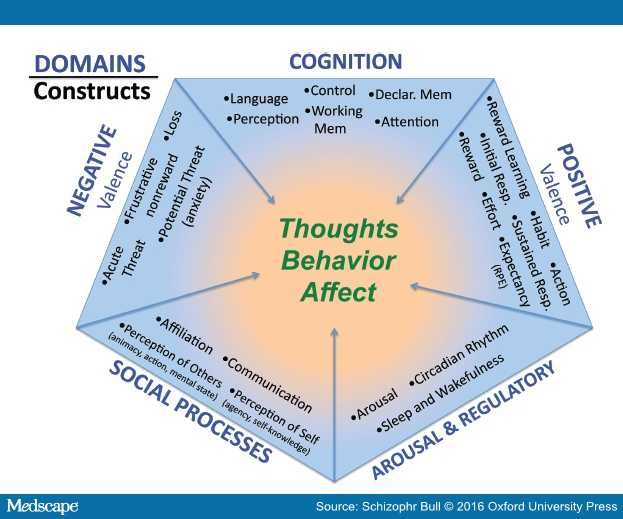 DOMAINS
Constructs
COGNITION
•Language
•Perception
•Control
•Working
Mem
•Declar. Mem
•Attention
NEGATIVE
Valence
•Loss
•Frustrative
nonreward
•Potential Threat
(anxiety)
•Acute
Threat
POSITIVE
Valence
•Reward Learning
•Initial Resp.
Reward
•Habit
•Sustained Resp.
•Effort
•Expectancy
(RPE)
•Action
Thoughts
Behavior
Affect
SOCIAL PROCESSES
•Affiliation
•Communication
•Perception of Others
(animacy, action, mental state)
•Perception of Self
(agency, self-knowledge)
AROUSAL & REGULATORY
•Arousal
•Circadian Rhythm
•Sleep and Wakefulness
Medscape
Source: Schizophr Bull © 2016 Oxford University Press